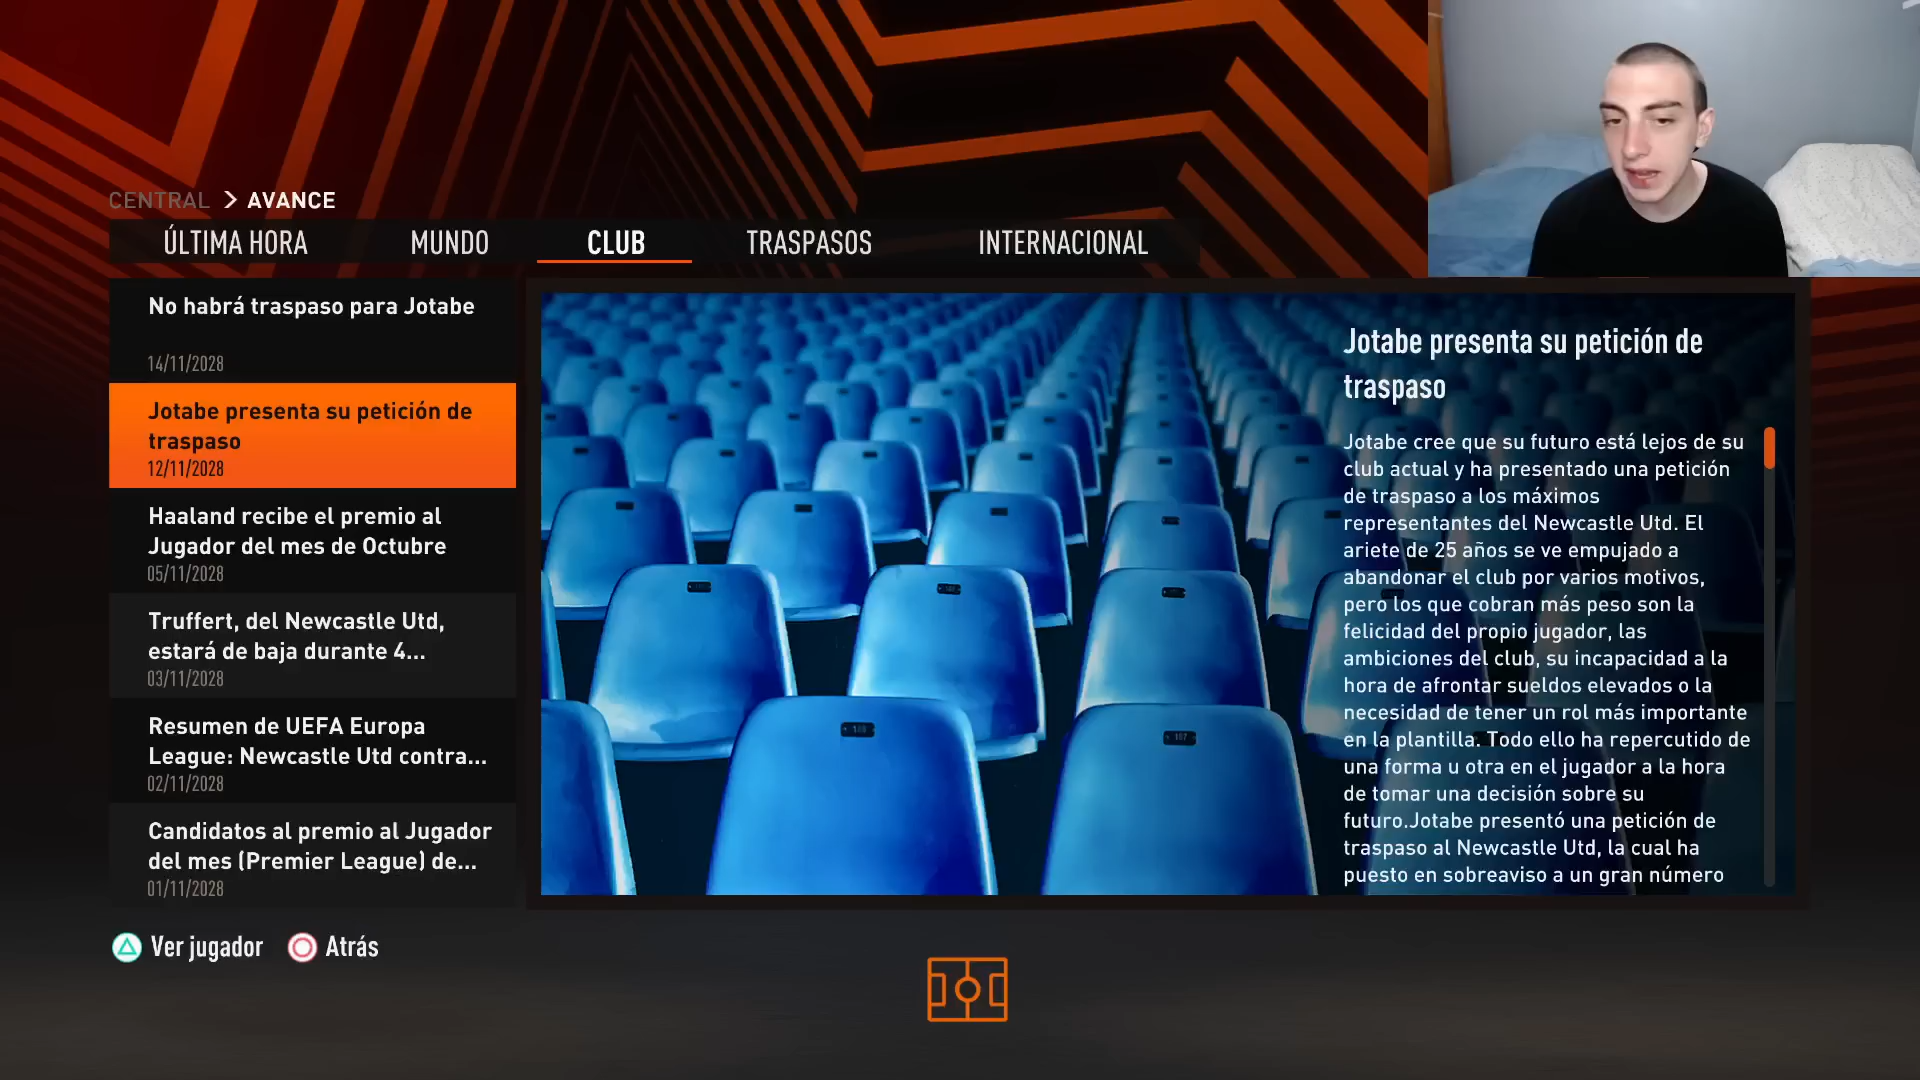 CENTRAL > AVANCE
ÚLTIMA HORA
MUNDO
CLUB
TRASPASOS
INTERNACIONAL
No habrá traspaso para Jotabe
14/11/2028
Jotabe presenta su petición de
traspaso
12/11/2028
Haaland recibe el premio al
Jugador del mes de Octubre
05/11/2028
Truffert, del Newcastle Utd,
estará de baja durante 4...
03/11/2028
Resumen de UEFA Europa
League: Newcastle Utd contra...
02/11/2028
Candidatos al premio al Jugador
del mes (Premier League) de...
01/11/2028
Jotabe presenta su petición de
traspaso
Jotabe cree que su futuro está lejos de su
club actual y ha presentado una petición
de traspaso a los máximos
representantes del Newcastle Utd. El
ariete de 25 años se ve empujado a
abandonar el club por varios motivos,
pero los que cobran más peso son la
felicidad del propio jugador, las
ambiciones del club, su incapacidad a la
hora de afrontar sueldos elevados o la
necesidad de tener un rol más importante
en la plantilla. Todo ello ha repercutido de
una forma u otra en el jugador a la hora
de tomar una decisión sobre su
futuro.Jotabe presentó una petición de
traspaso al Newcastle Utd, la cual ha
puesto en sobreaviso a un gran número
Ver jugador
Atrás